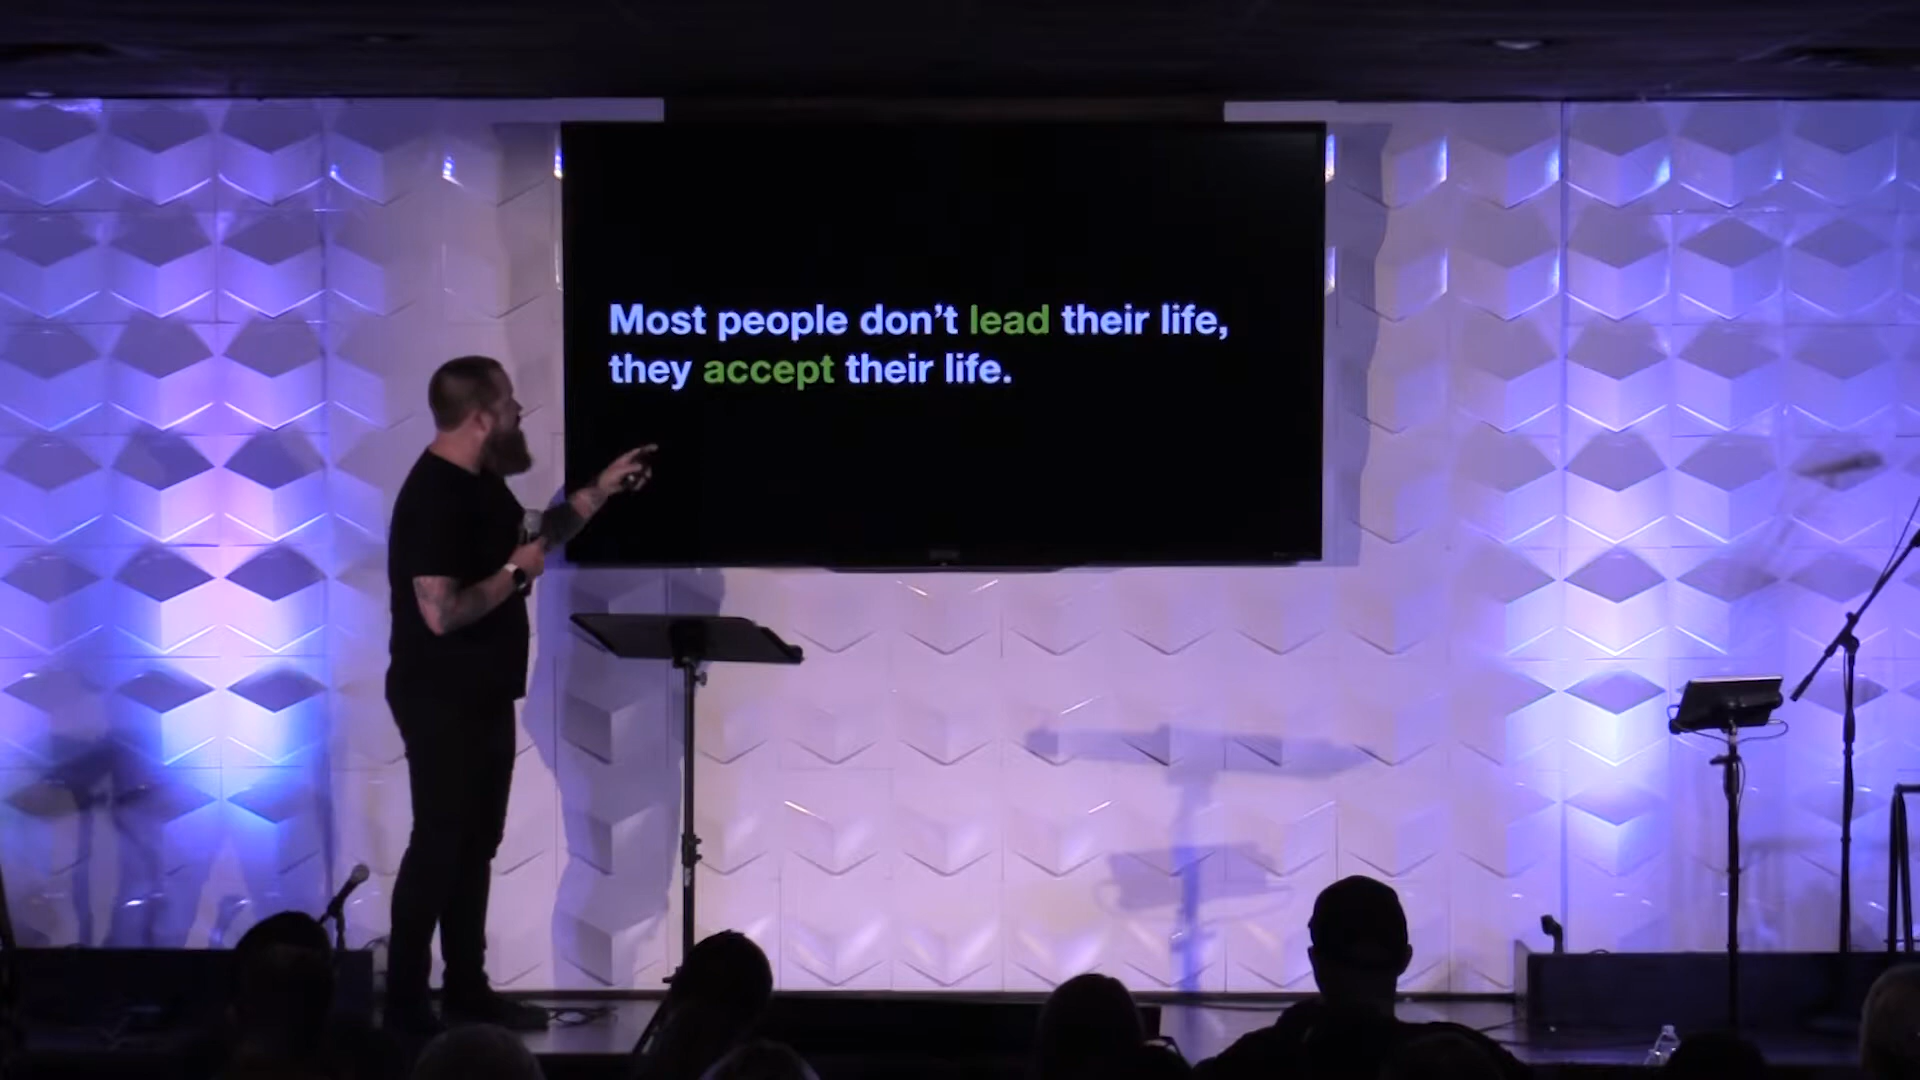 Most people don’t lead their life,
they accept their life.